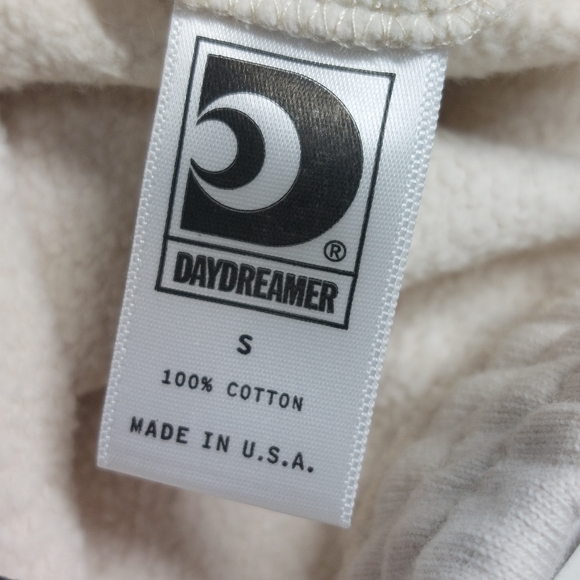 ®
DAYDREAMER
S
100% COTTON
MADE IN U.S.A.